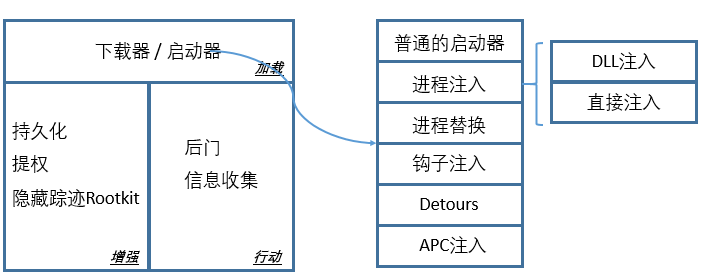 下载器 / 启动器
加载
持久化
提权
隐藏踪迹Rootkit
增强
后门
信息收集
行动
普通的启动器
进程注入
进程替换
钩子注入
Detours
APC注入
DLL注入
直接注入